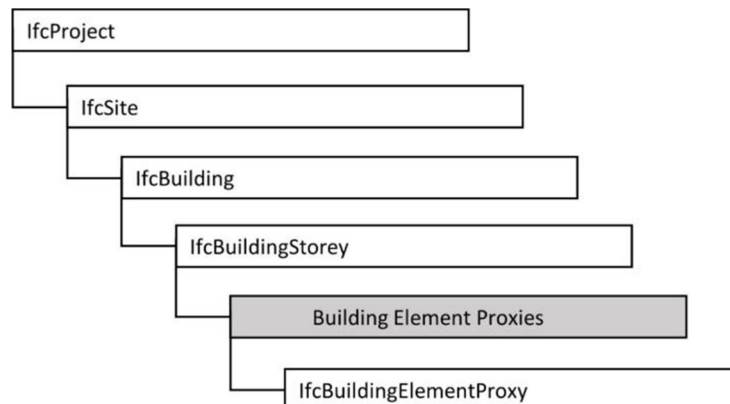 IfcProject
IfcSite
IfcBuilding
IfcBuildingStorey
Building Element Proxies
IfcBuildingElementProxy